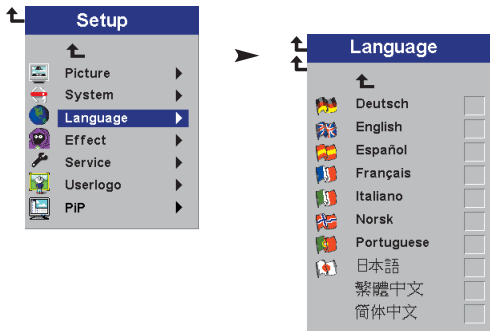 Setup
Picture
System
Language
Effect
Service
Userlogo
PiP
Language
Deutsch
English
Español
Français
Italiano
Norsk
Portuguese
日本語
繁體中文
简体中文